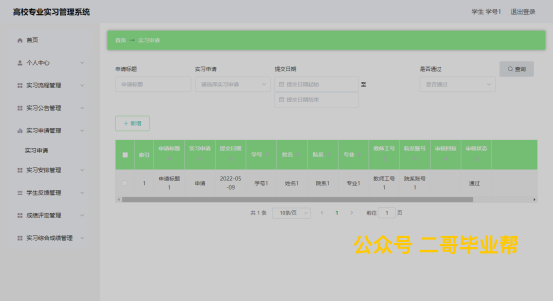 高校专业实习管理系统
学生 学号1 退出登录
首页
个人中心
实习流程管理
实习公告管理
实习申请管理
实习申请
实习安排管理
学生反馈管理
成绩评定管理
实习综合成绩管理
首页 实习申请
申请标题 实习申请 提交日期 是否通过
申请标题 请选择实习申请 提交日期起始 至 是否通过 查询
提交日期结束
+ 新增
索引 申请标题 实习申请 提交日期 学号 姓名 院系 专业 教师工号 院系账号 审核回复 审核状态
1 申请标题1 申请 2022-05-09 学号1 姓名1 院系1 专业1 教师工号1 院系账号1 通过
共 1 条 10条/页 1 前往 1 页
公众号 二哥毕业帮